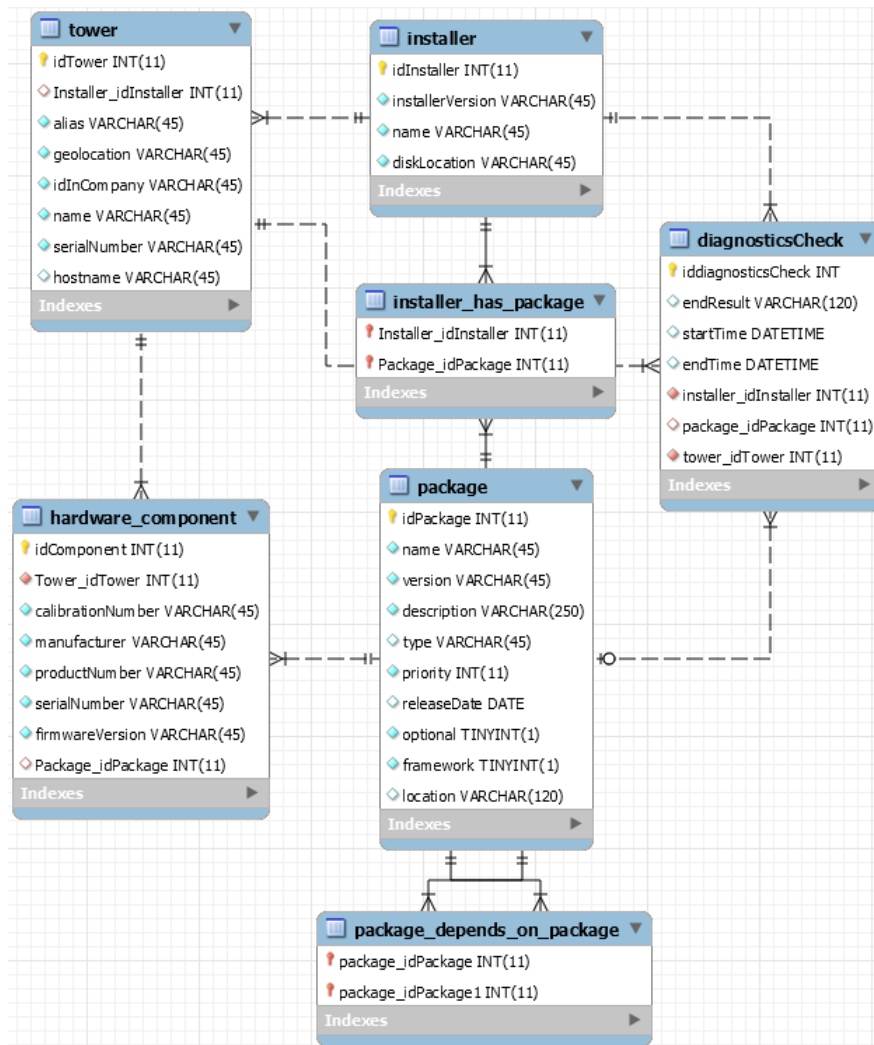 tower
idTower INT(11)
Installer_idInstaller INT(11)
alias VARCHAR(45)
geolocation VARCHAR(45)
idInCompany VARCHAR(45)
name VARCHAR(45)
serialNumber VARCHAR(45)
hostname VARCHAR(45)
Indexes
installer
idInstaller INT(11)
installerVersion VARCHAR(45)
name VARCHAR(45)
diskLocation VARCHAR(45)
Indexes
diagnosticsCheck
iddiagnosticsCheck INT
endResult VARCHAR(120)
startTime DATETIME
endTime DATETIME
installer_idInstaller INT(11)
package_idPackage INT(11)
tower_idTower INT(11)
Indexes
installer_has_package
Installer_idInstaller INT(11)
Package_idPackage INT(11)
Indexes
hardware_component
idComponent INT(11)
Tower_idTower INT(11)
calibrationNumber VARCHAR(45)
manufacturer VARCHAR(45)
productNumber VARCHAR(45)
serialNumber VARCHAR(45)
firmwareVersion VARCHAR(45)
Package_idPackage INT(11)
Indexes
package
idPackage INT(11)
name VARCHAR(45)
version VARCHAR(45)
description VARCHAR(250)
type VARCHAR(45)
priority INT(11)
releaseDate DATE
optional TINYINT(1)
framework TINYINT(1)
location VARCHAR(120)
Indexes
package_depends_on_package
package_idPackage INT(11)
package_idPackage1 INT(11)
Indexes